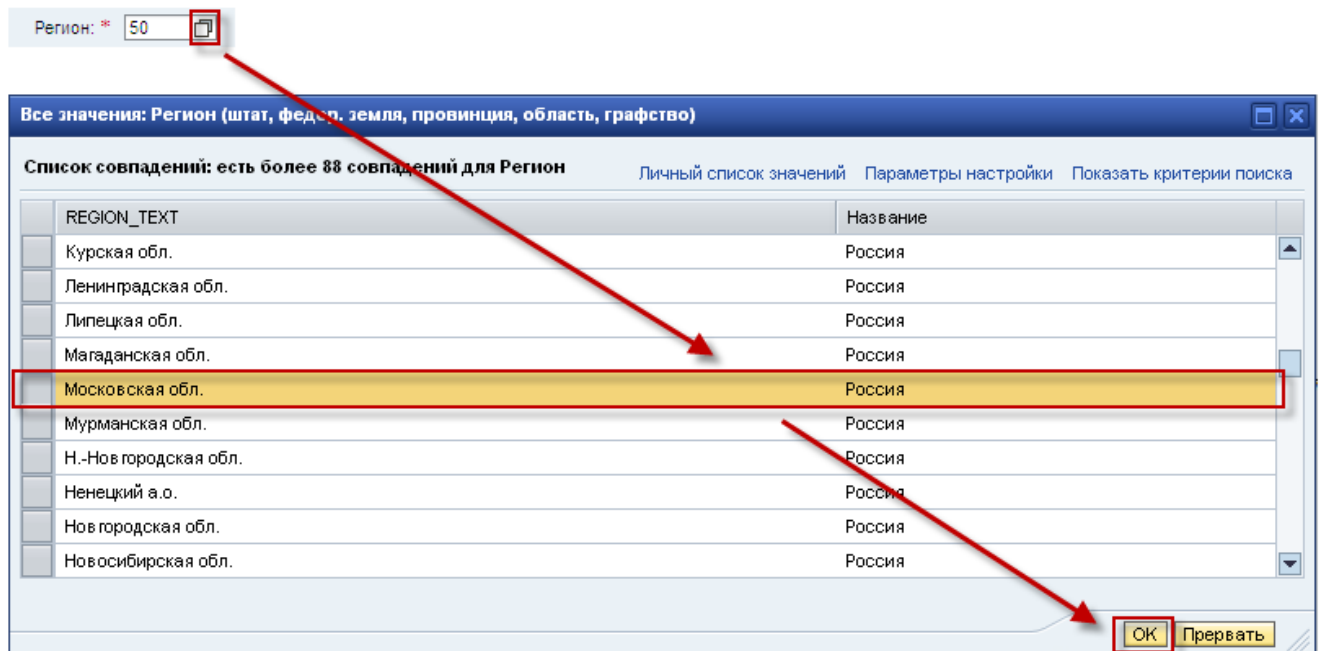 Регион: * 50
Все значения: Регион (штат, федер. земля, провинция, область, графство)
Список совпадений: есть более 88 совпадений для Регион Личный список значений Параметры настройки Показать критерии поиска
REGION_TEXT Название
Курская обл. Россия
Ленинградская обл. Россия
Липецкая обл. Россия
Магаданская обл. Россия
Московская обл. Россия
Мурманская обл. Россия
Н.-Новгородская обл. Россия
Ненецкий а.о. Россия
Новгородская обл. Россия
Новосибирская обл. Россия
OK Прервать